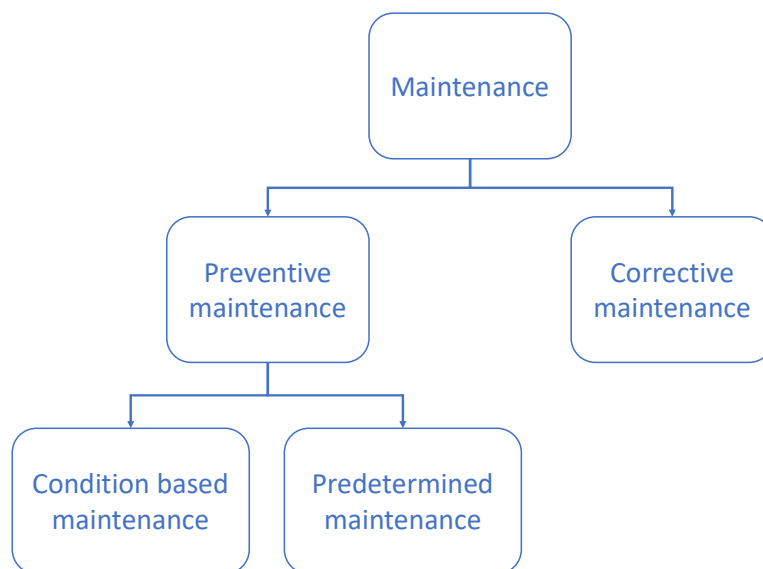 Maintenance
Preventive
maintenance
Corrective
maintenance
Condition based
maintenance
Predetermined
maintenance